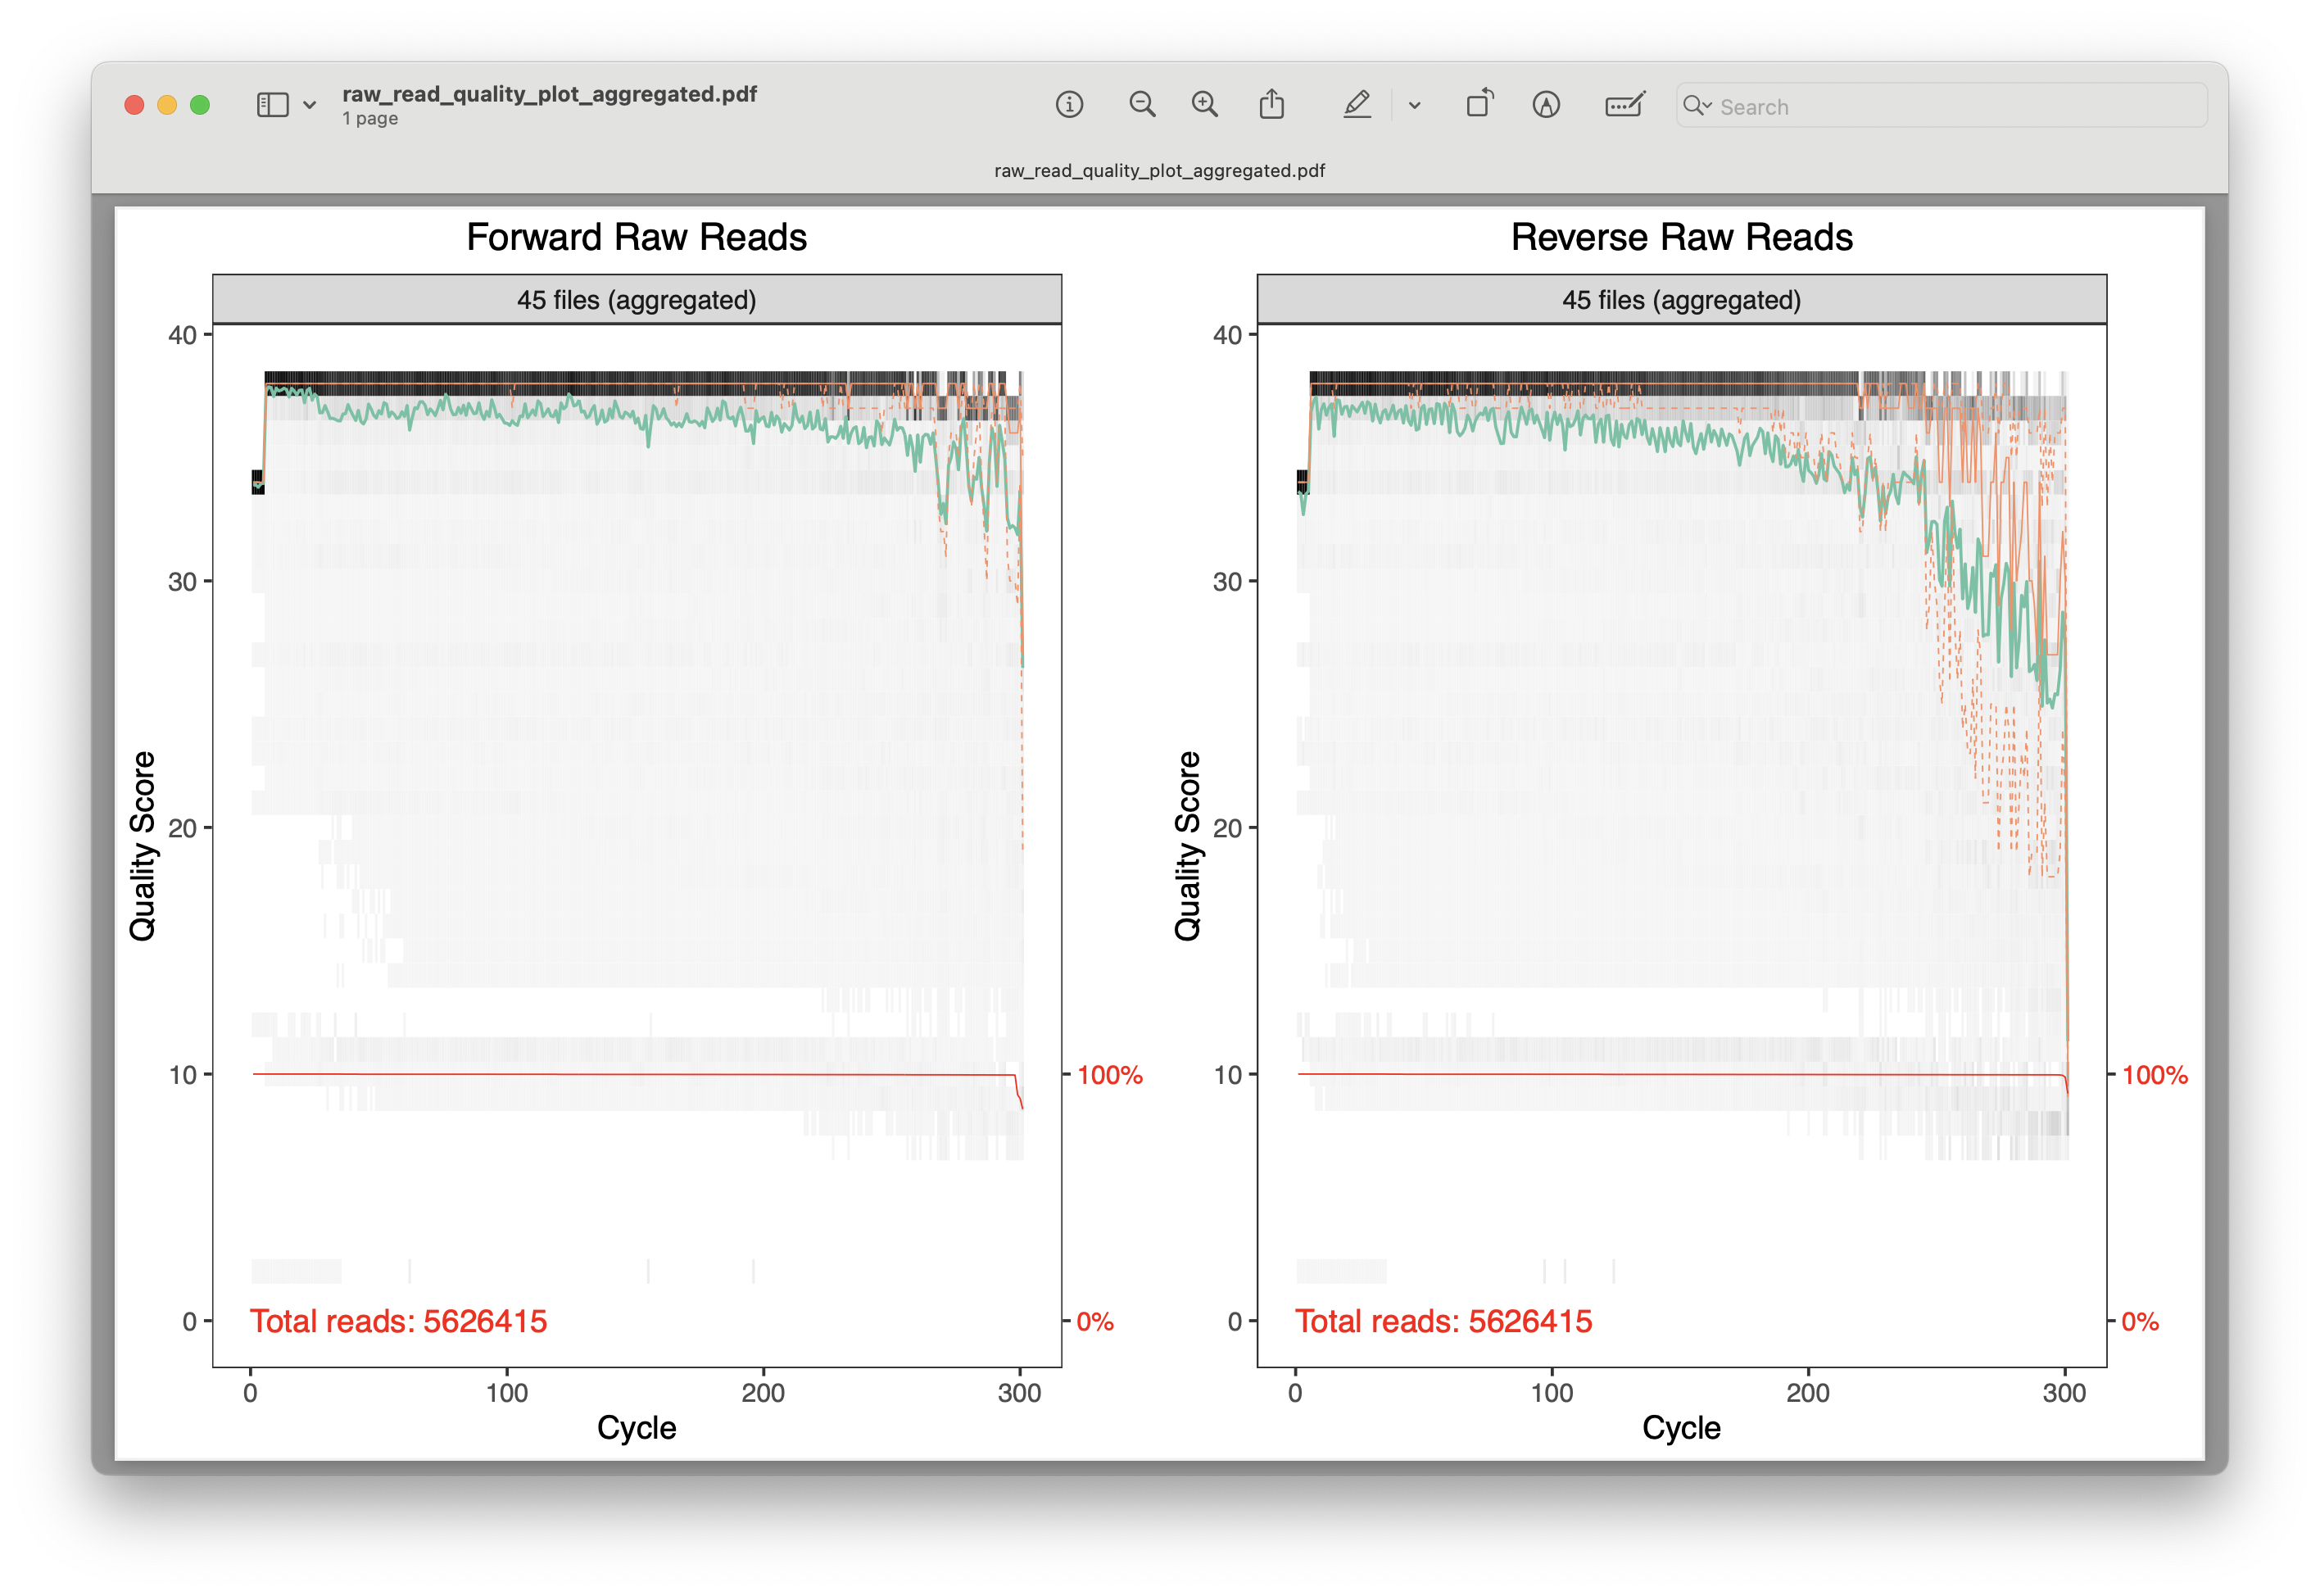 raw_read_quality_plot_aggregated.pdf
1 page
Search
raw_read_quality_plot_aggregated.pdf
Forward Raw Reads
45 files (aggregated)
40
30
20
10
0
Quality Score
100%
0%
Total reads: 5626415
0 100 200 300
Cycle
Reverse Raw Reads
45 files (aggregated)
40
30
20
10
0
Quality Score
100%
0%
Total reads: 5626415
0 100 200 300
Cycle